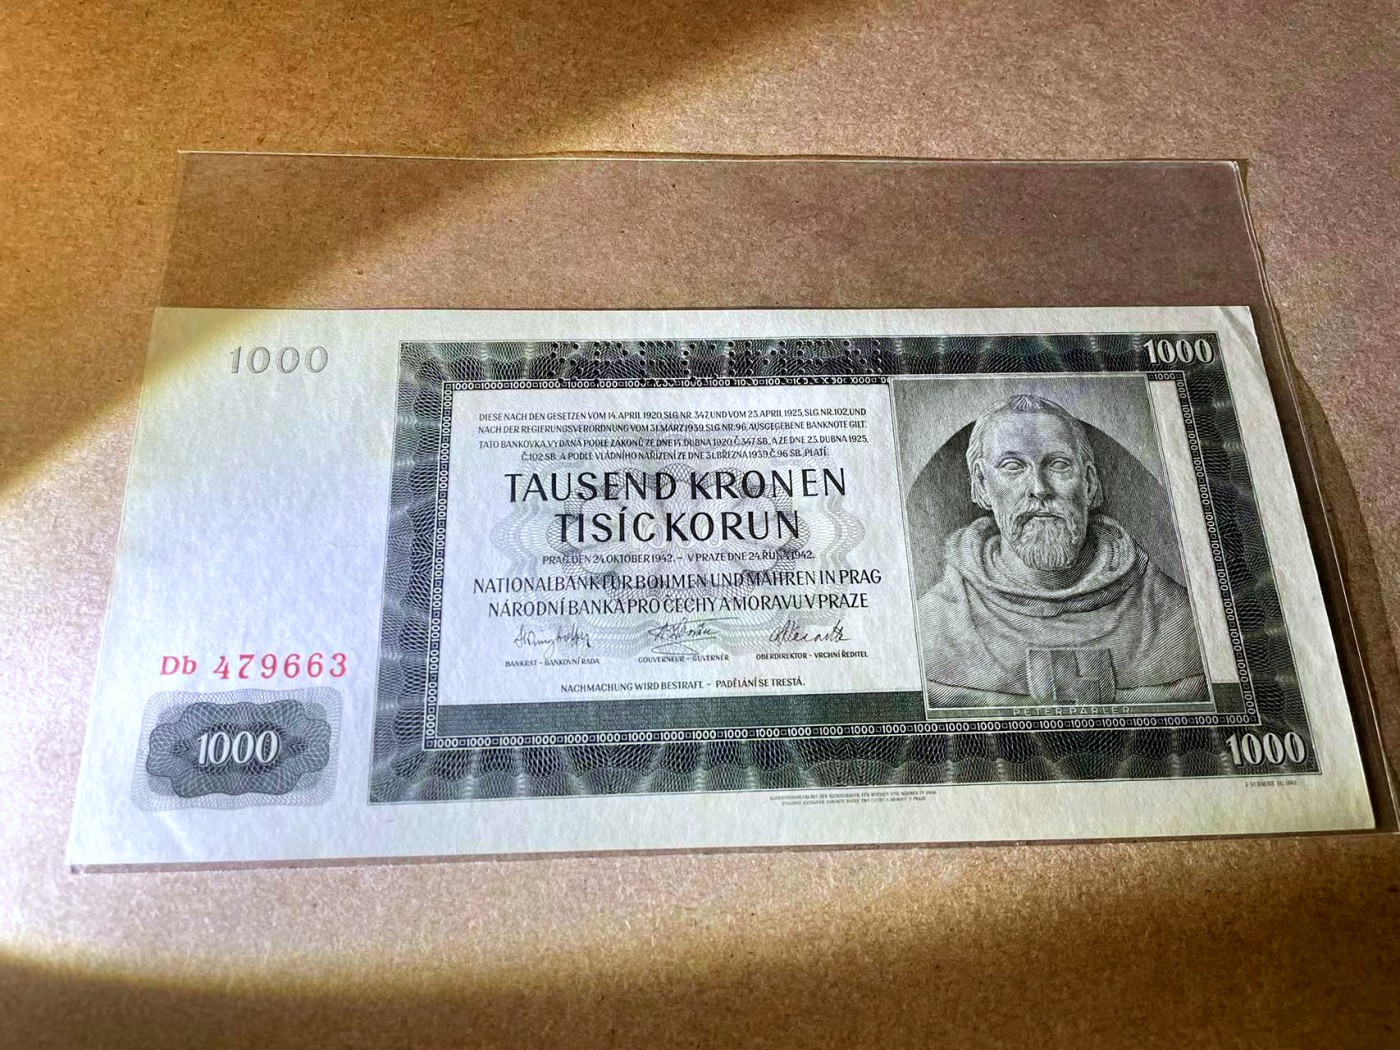 1000
SPECIMEN
1000
DIESE NACH DEN GESETZEN VOM 14. APRIL 1920, SLG. NR. 347, UND VOM 23. APRIL 1925, SLG. NR. 102, UND
NACH DER REGIERUNGSVERORDNUNG VOM 31. MÄRZ 1939, SLG. NR. 96, AUSGEGEBENE BANKNOTE GILT.
TATO BANKOVKA, VYDANÁ PODLE ZÁKONŮ ZE DNE 14. DUBNA 1920, Č. 347 SB., A ZE DNE 23. DUBNA 1925,
Č. 102 SB. A PODLE VLÁDNÍHO NAŘÍZENÍ ZE DNE 31. BŘEZNA 1939, Č. 96 SB., PLATÍ.
TAUSEND KRONEN
TISÍC KORUN
PRAG, DEN 24. OKTOBER 1942. – V PRAZE DNE 24. ŘÍJNA 1942.
NATIONALBANK FÜR BÖHMEN UND MÄHREN IN PRAG
NÁRODNÍ BANKA PRO ČECHY A MORAVU V PRAZE
BANKRAT – BANKOVNÍ RADA GOUVERNEUR – GUVERNÉR OBERDIREKTOR – VRCHNÍ ŘEDITEL
NACHMACHUNG WIRD BESTRAFT. – PADĚLÁNÍ SE TRESTÁ.
Db 479663
1000
PETER PARLER
1000